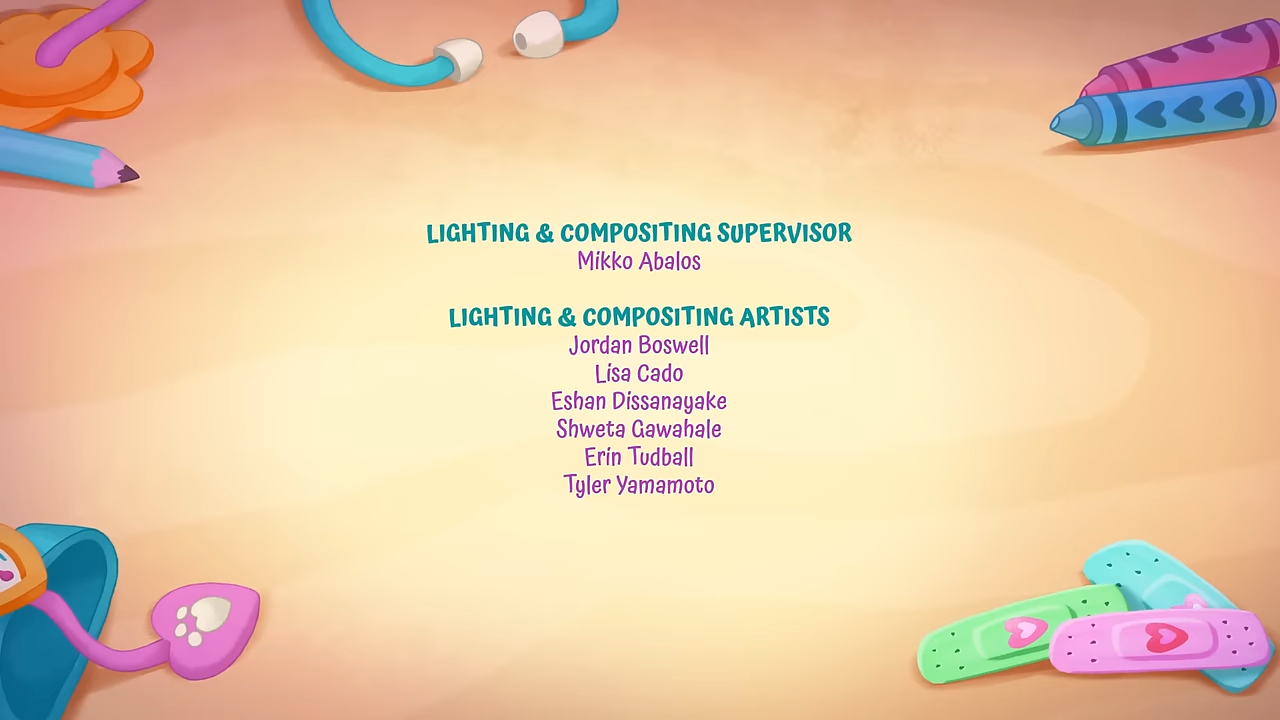 LIGHTING & COMPOSITING SUPERVISOR
Mikko Abalos
LIGHTING & COMPOSITING ARTISTS
Jordan Boswell
Lisa Cado
Eshan Dissanayake
Shweta Gawahale
Erin Tudball
Tyler Yamamoto